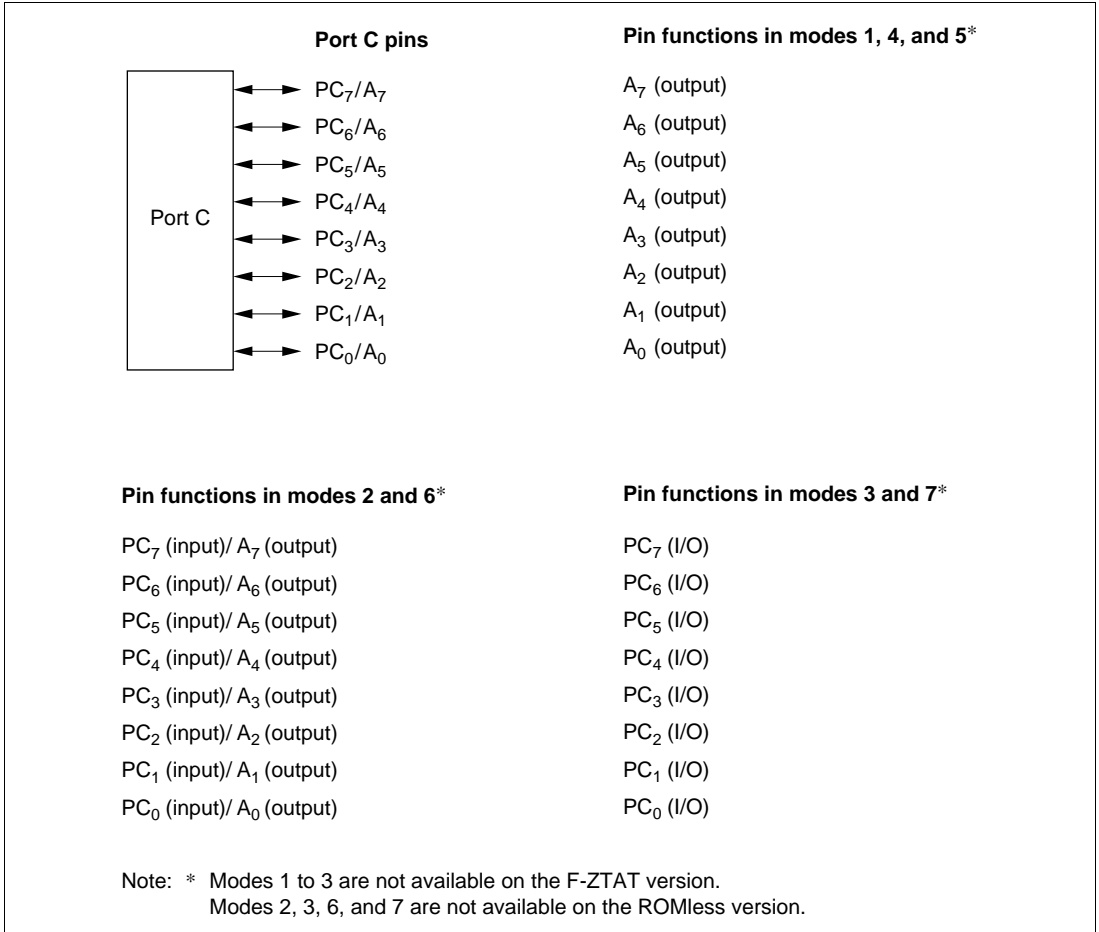 Port C pins
Pin functions in modes 1, 4, and 5*
Port C
PC7/A7
A7 (output)
PC6/A6
A6 (output)
PC5/A5
A5 (output)
PC4/A4
A4 (output)
PC3/A3
A3 (output)
PC2/A2
A2 (output)
PC1/A1
A1 (output)
PC0/A0
A0 (output)
Pin functions in modes 2 and 6*
PC7 (input)/ A7 (output)
PC6 (input)/ A6 (output)
PC5 (input)/ A5 (output)
PC4 (input)/ A4 (output)
PC3 (input)/ A3 (output)
PC2 (input)/ A2 (output)
PC1 (input)/ A1 (output)
PC0 (input)/ A0 (output)
Pin functions in modes 3 and 7*
PC7 (I/O)
PC6 (I/O)
PC5 (I/O)
PC4 (I/O)
PC3 (I/O)
PC2 (I/O)
PC1 (I/O)
PC0 (I/O)
Note: * Modes 1 to 3 are not available on the F-ZTAT version.
Modes 2, 3, 6, and 7 are not available on the ROMless version.